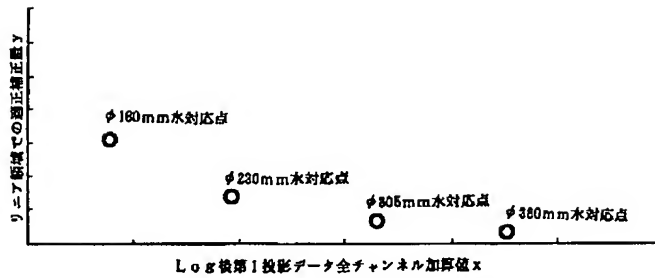 リニア領域での適正補正量y
φ160mm水対応点
φ230mm水対応点
φ305mm水対応点
φ380mm水対応点
Log後第1投影データ全チャンネル加算値x